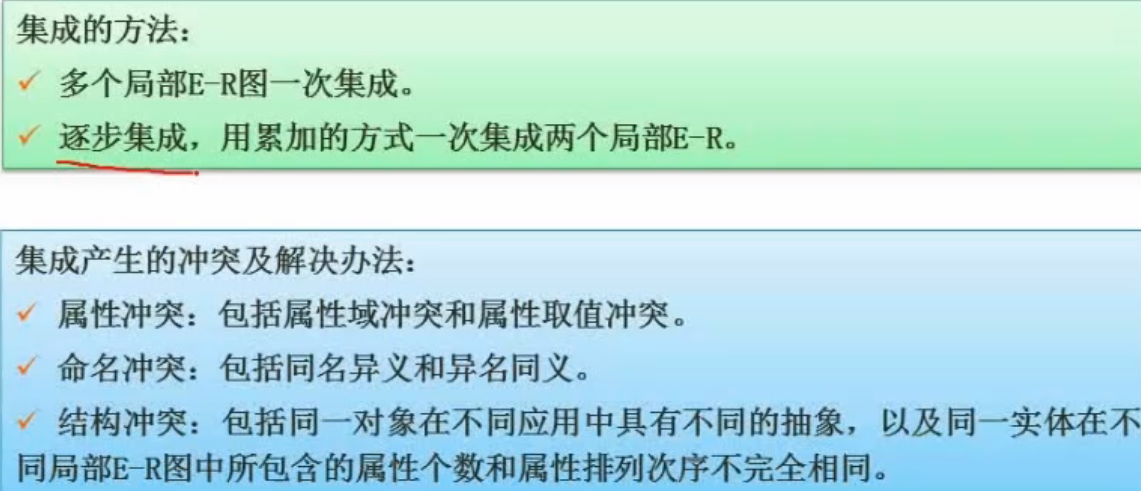 集成的方法：
✓ 多个局部E-R图一次集成。
✓ 逐步集成，用累加的方式一次集成两个局部E-R。
集成产生的冲突及解决办法：
✓ 属性冲突：包括属性域冲突和属性取值冲突。
✓ 命名冲突：包括同名异义和异名同义。
✓ 结构冲突：包括同一对象在不同应用中具有不同的抽象，以及同一实体在不
同局部E-R图中所包含的属性个数和属性排列次序不完全相同。